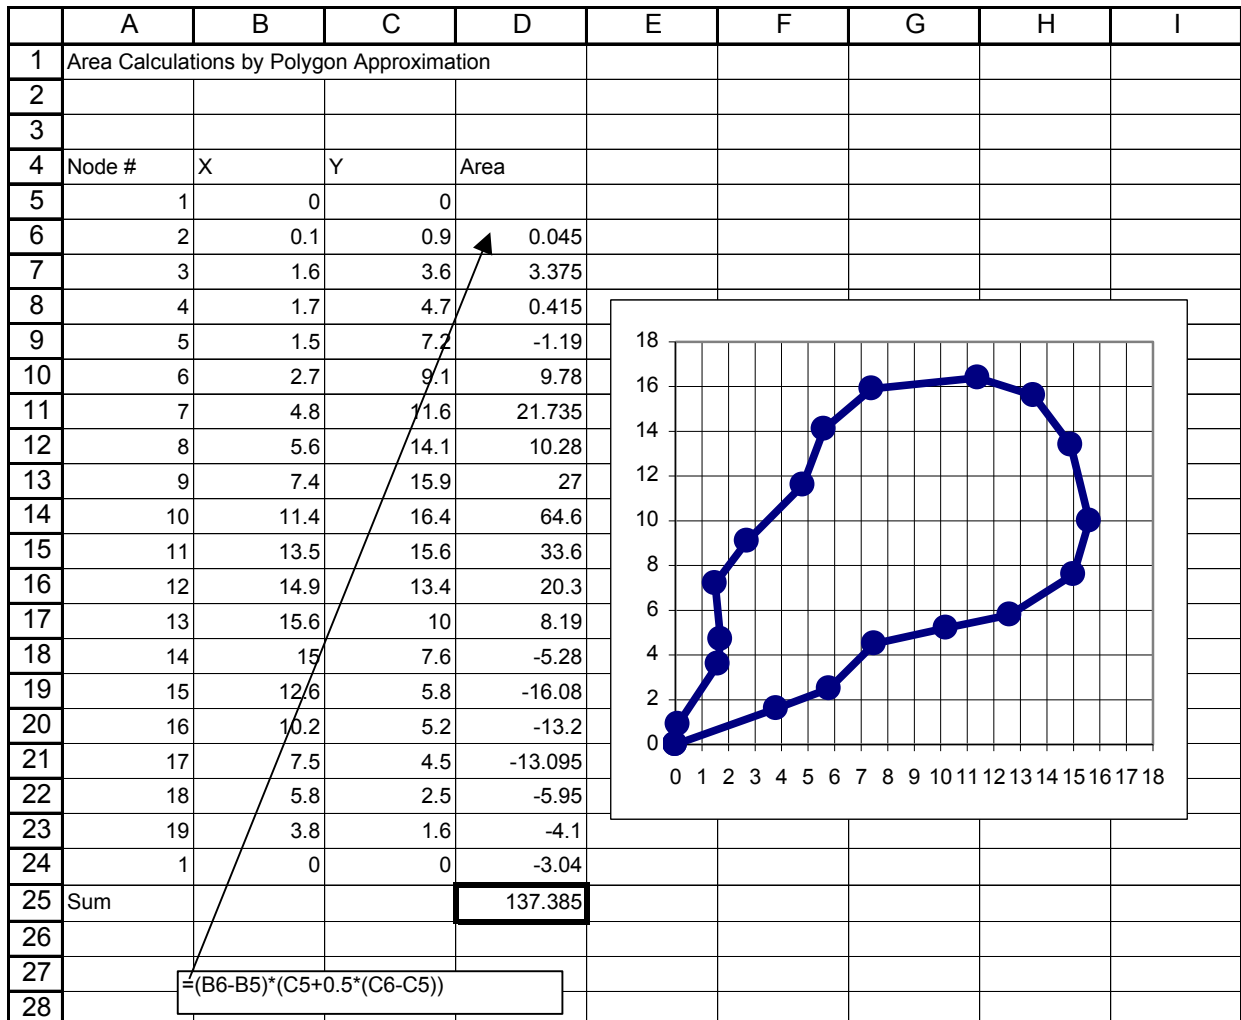 A B C D E F G H I
1 Area Calculations by Polygon Approximation
2
3
4 Node # X Y Area
5 1 0 0
6 2 0.1 0.9 0.045
7 3 1.6 3.6 3.375
8 4 1.7 4.7 0.415
9 5 1.5 7.2 -1.19
10 6 2.7 9.1 9.78
11 7 4.8 11.6 21.735
12 8 5.6 14.1 10.28
13 9 7.4 15.9 27
14 10 11.4 16.4 64.6
15 11 13.5 15.6 33.6
16 12 14.9 13.4 20.3
17 13 15.6 10 8.19
18 14 15 7.6 -5.28
19 15 12.6 5.8 -16.08
20 16 10.2 5.2 -13.2
21 17 7.5 4.5 -13.095
22 18 5.8 2.5 -5.95
23 19 3.8 1.6 -4.1
24 1 0 0 -3.04
25 Sum 137.385
26
27
28
=(B6-B5)*(C5+0.5*(C6-C5))
18
16
14
12
10
8
6
4
2
0
0 1 2 3 4 5 6 7 8 9 10 11 12 13 14 15 16 17 18